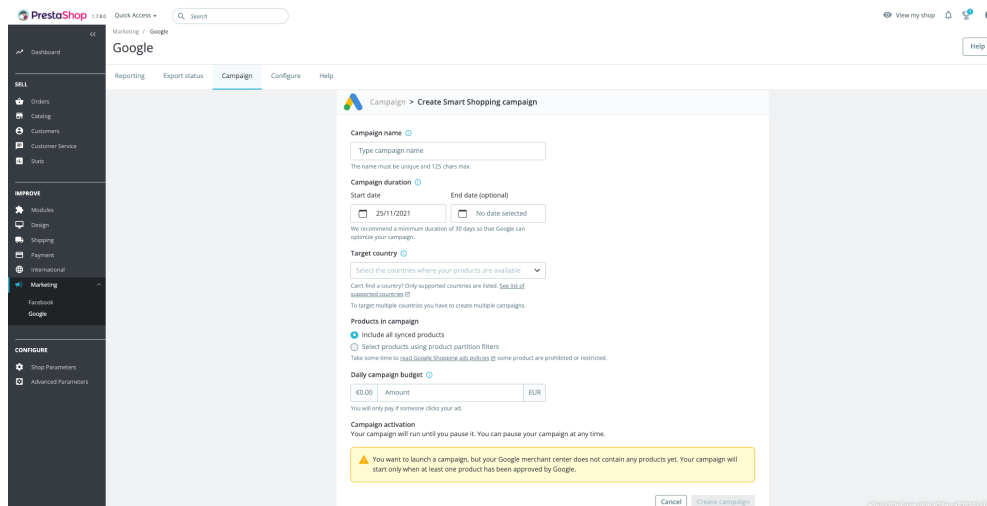 PrestaShop 1.7.8.0 Quick Access Search View my shop
Marketing / Google
Google
Help
Reporting Export status Campaign Configure Help
Dashboard
SELL
Orders
Catalog
Customers
Customer Service
Stats
IMPROVE
Modules
Design
Shipping
Payment
International
Marketing
Facebook
Google
CONFIGURE
Shop Parameters
Advanced Parameters
Campaign > Create Smart Shopping campaign
Campaign name
Type campaign name
The name must be unique and 125 chars max.
Campaign duration
Start date End date (optional)
25/11/2021 No date selected
We recommend a minimum duration of 30 days so that Google can
optimize your campaign.
Target country
Select the countries where your products are available
Can't find a country? Only supported countries are listed. See list of
supported countries
To target multiple countries you have to create multiple campaigns.
Products in campaign
Include all synced products
Select products using product partition filters
Take some time to read Google Shopping ads policies some product are prohibited or restricted.
Daily campaign budget
€0.00 Amount EUR
You will only pay if someone clicks your ad.
Campaign activation
Your campaign will run until you pause it. You can pause your campaign at any time.
You want to launch a campaign, but your Google merchant center does not contain any products yet. Your campaign will
start only when at least one product has been approved by Google.
Cancel Create campaign